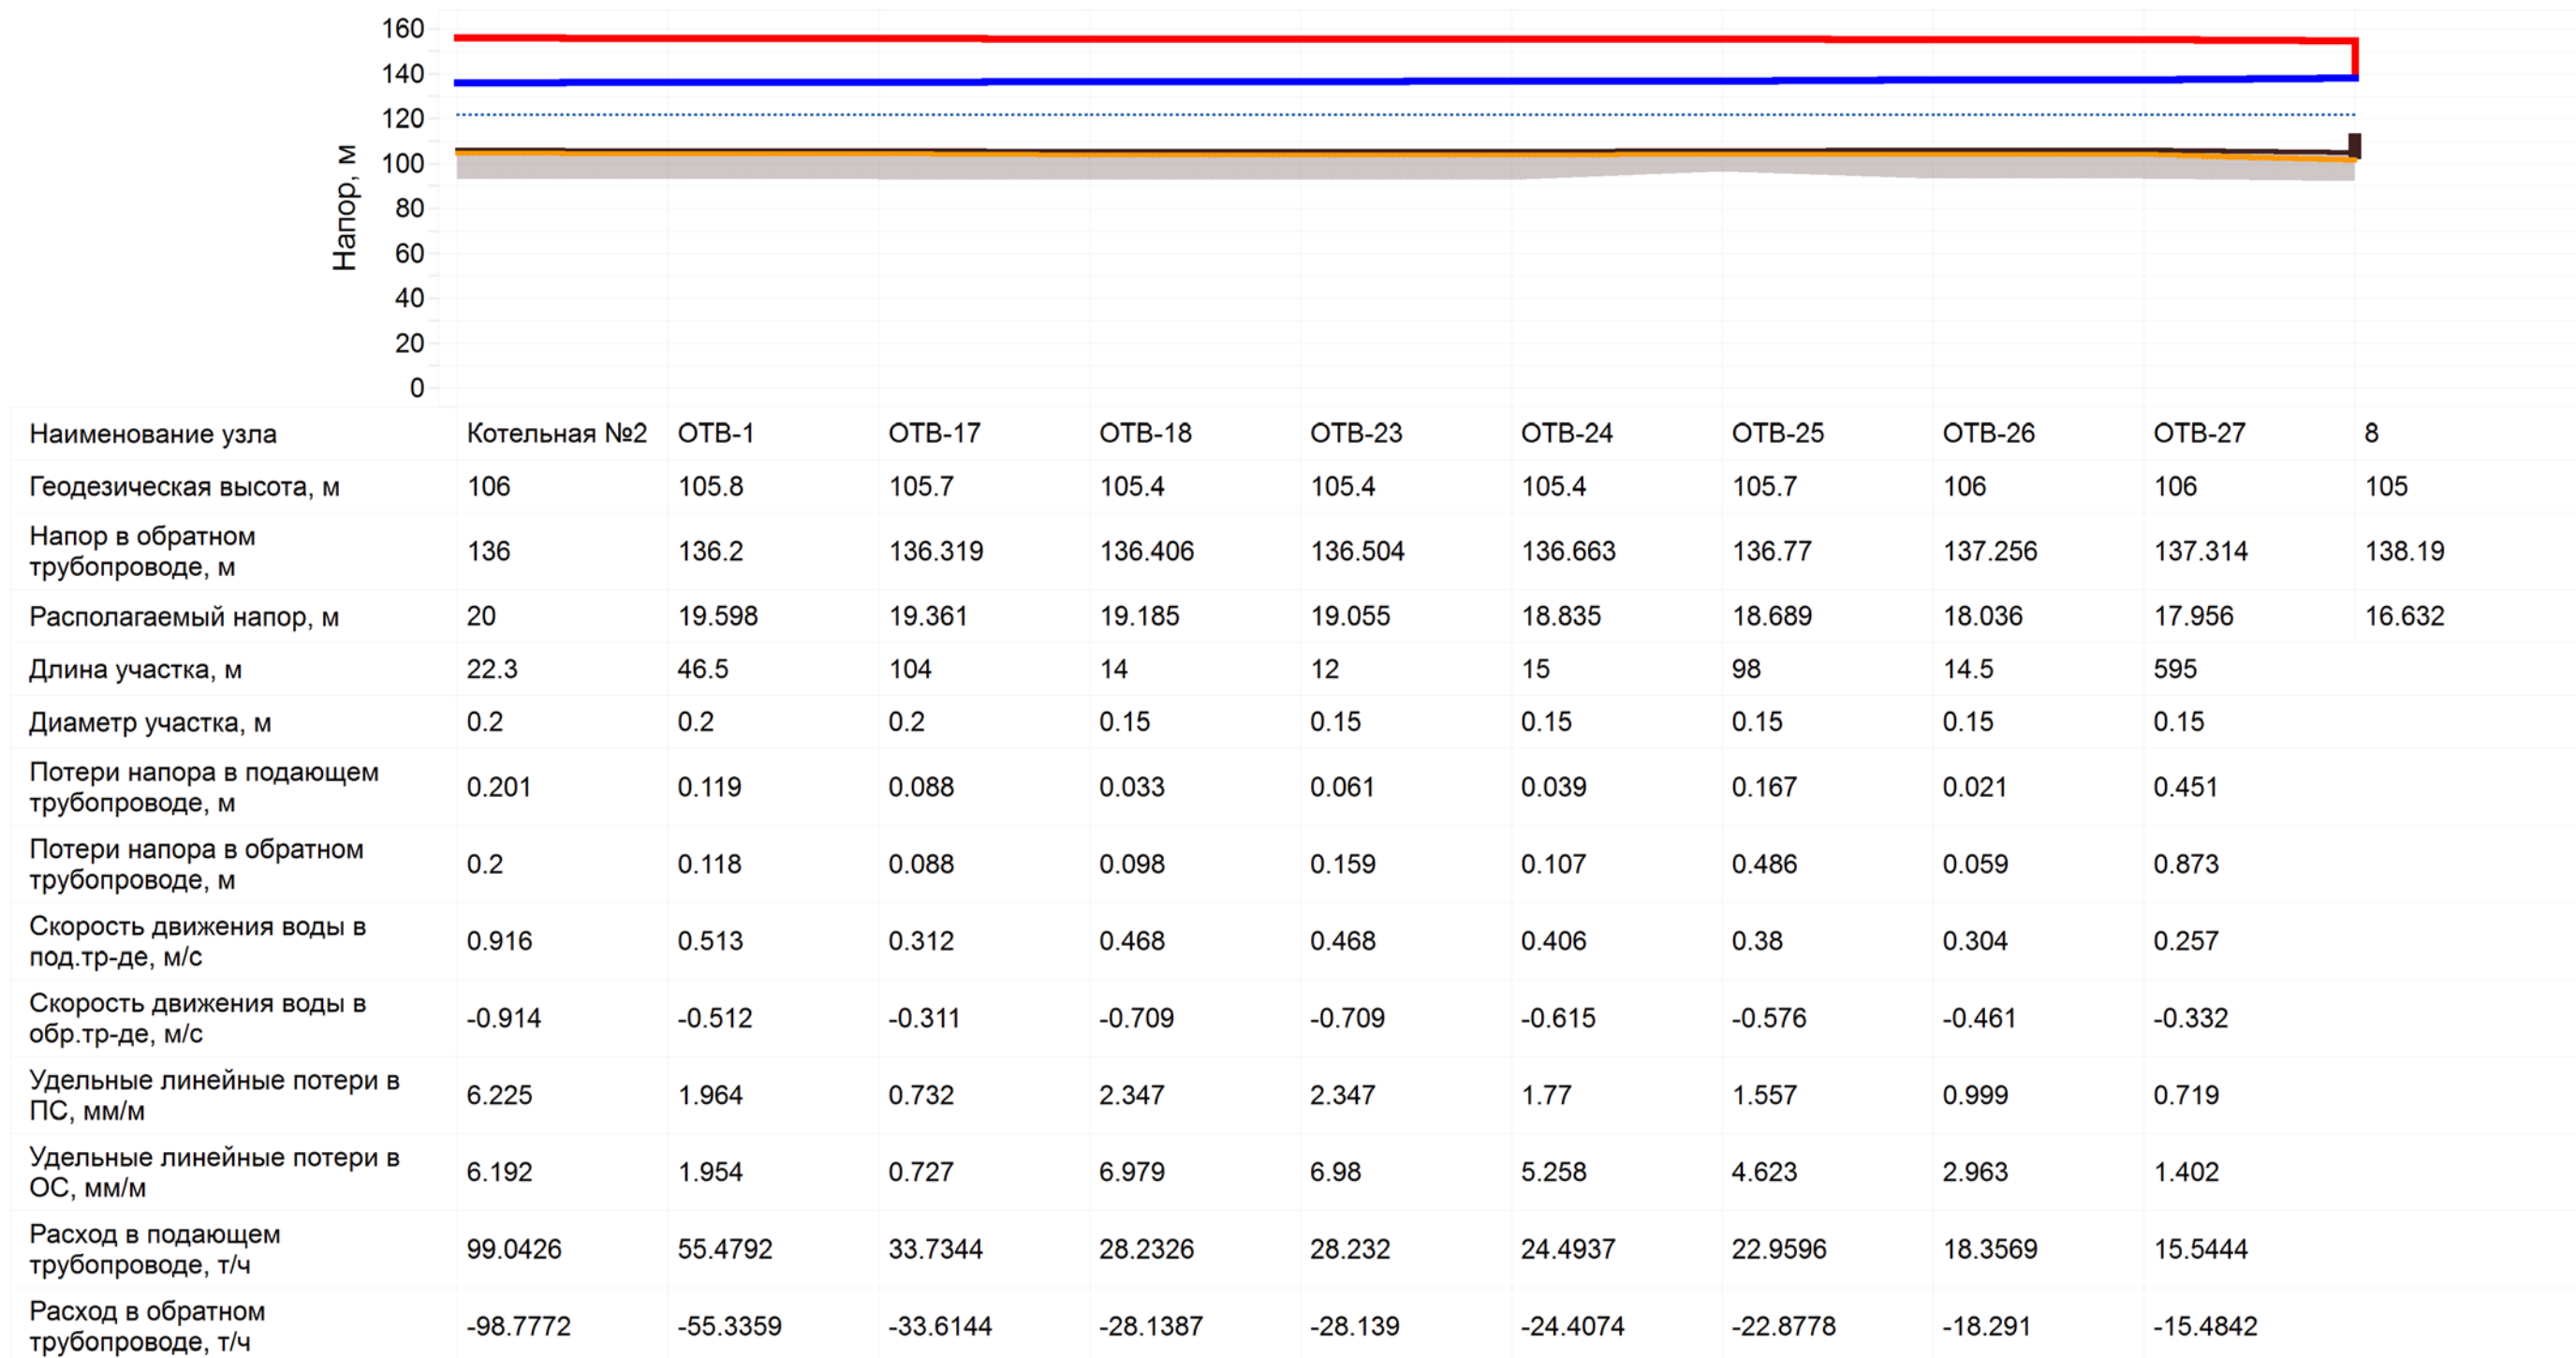 160
140
120
100
80
60
40
20
0
Напор, м
Наименование узла Котельная №2 ОТВ-1 ОТВ-17 ОТВ-18 ОТВ-23 ОТВ-24 ОТВ-25 ОТВ-26 ОТВ-27 8
Геодезическая высота, м 106 105.8 105.7 105.4 105.4 105.4 105.7 106 106 105
Напор в обратном
трубопроводе, м 136 136.2 136.319 136.406 136.504 136.663 136.77 137.256 137.314 138.19
Располагаемый напор, м 20 19.598 19.361 19.185 19.055 18.835 18.689 18.036 17.956 16.632
Длина участка, м 22.3 46.5 104 14 12 15 98 14.5 595
Диаметр участка, м 0.2 0.2 0.2 0.15 0.15 0.15 0.15 0.15 0.15
Потери напора в подающем
трубопроводе, м 0.201 0.119 0.088 0.033 0.061 0.039 0.167 0.021 0.451
Потери напора в обратном
трубопроводе, м 0.2 0.118 0.088 0.098 0.159 0.107 0.486 0.059 0.873
Скорость движения воды в
под.тр-де, м/с 0.916 0.513 0.312 0.468 0.468 0.406 0.38 0.304 0.257
Скорость движения воды в
обр.тр-де, м/с -0.914 -0.512 -0.311 -0.709 -0.709 -0.615 -0.576 -0.461 -0.332
Удельные линейные потери в
ПС, мм/м 6.225 1.964 0.732 2.347 2.347 1.77 1.557 0.999 0.719
Удельные линейные потери в
ОС, мм/м 6.192 1.954 0.727 6.979 6.98 5.258 4.623 2.963 1.402
Расход в подающем
трубопроводе, т/ч 99.0426 55.4792 33.7344 28.2326 28.232 24.4937 22.9596 18.3569 15.5444
Расход в обратном
трубопроводе, т/ч -98.7772 -55.3359 -33.6144 -28.1387 -28.139 -24.4074 -22.8778 -18.291 -15.4842